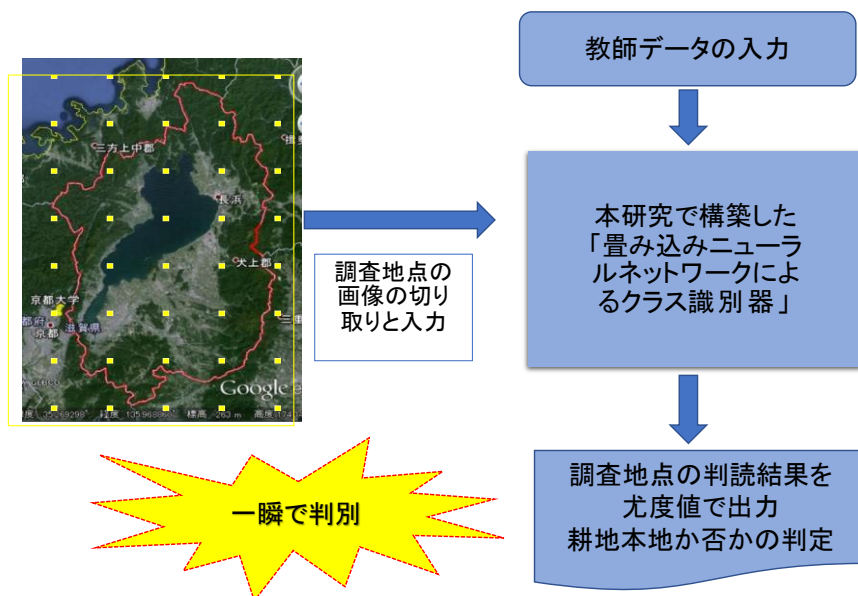 教師データの入力
三方上中郡
長浜
犬上郡
京都大学
京都
滋賀県
Google
調査地点の
画像の切り
取りと入力
本研究で構築した
「畳み込みニューラ
ルネットワークによ
るクラス識別器」
一瞬で判別
調査地点の判読結果を
尤度値で出力
耕地本地か否かの判定